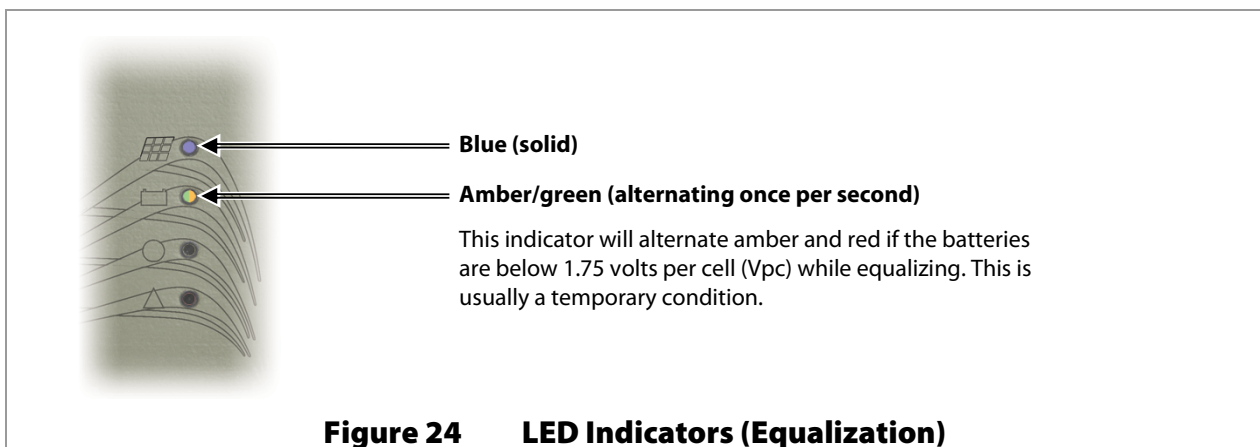 Blue (solid)
Amber/green (alternating once per second)
This indicator will alternate amber and red if the batteries
are below 1.75 volts per cell (Vpc) while equalizing. This is
usually a temporary condition.
Figure 24 LED Indicators (Equalization)